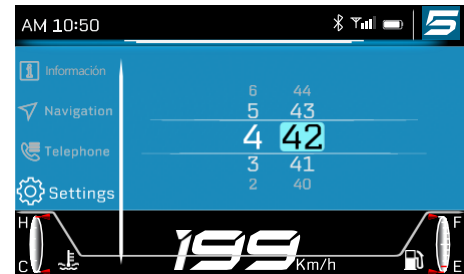 AM 10:50
Información
Navigation
Telephone
Settings
6 44
5 43
4 42
3 41
2 40
H
C
199 Km/h
F
E